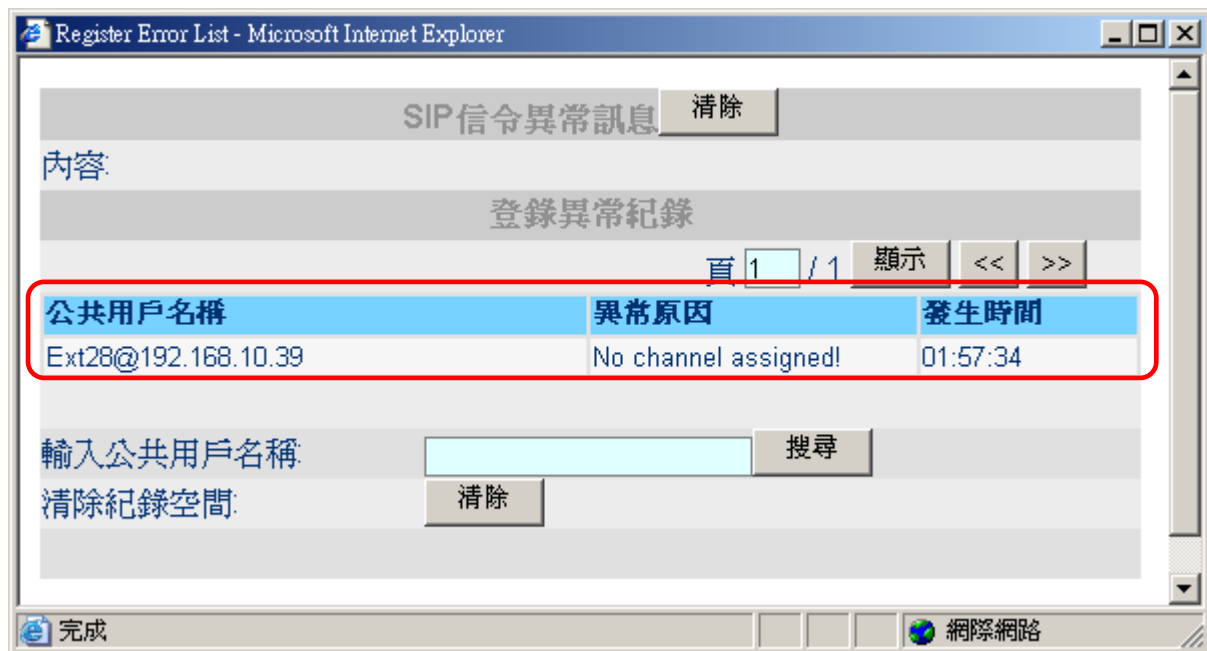 Register Error List - Microsoft Internet Explorer
SIP信令異常訊息 清除
內容:
登錄異常紀錄
頁 1 / 1 顯示 << >>
公共用戶名稱 異常原因 發生時間
Ext28@192.168.10.39 No channel assigned! 01:57:34
輸入公共用戶名稱: 搜尋
清除紀錄空間: 清除
完成 網際網路